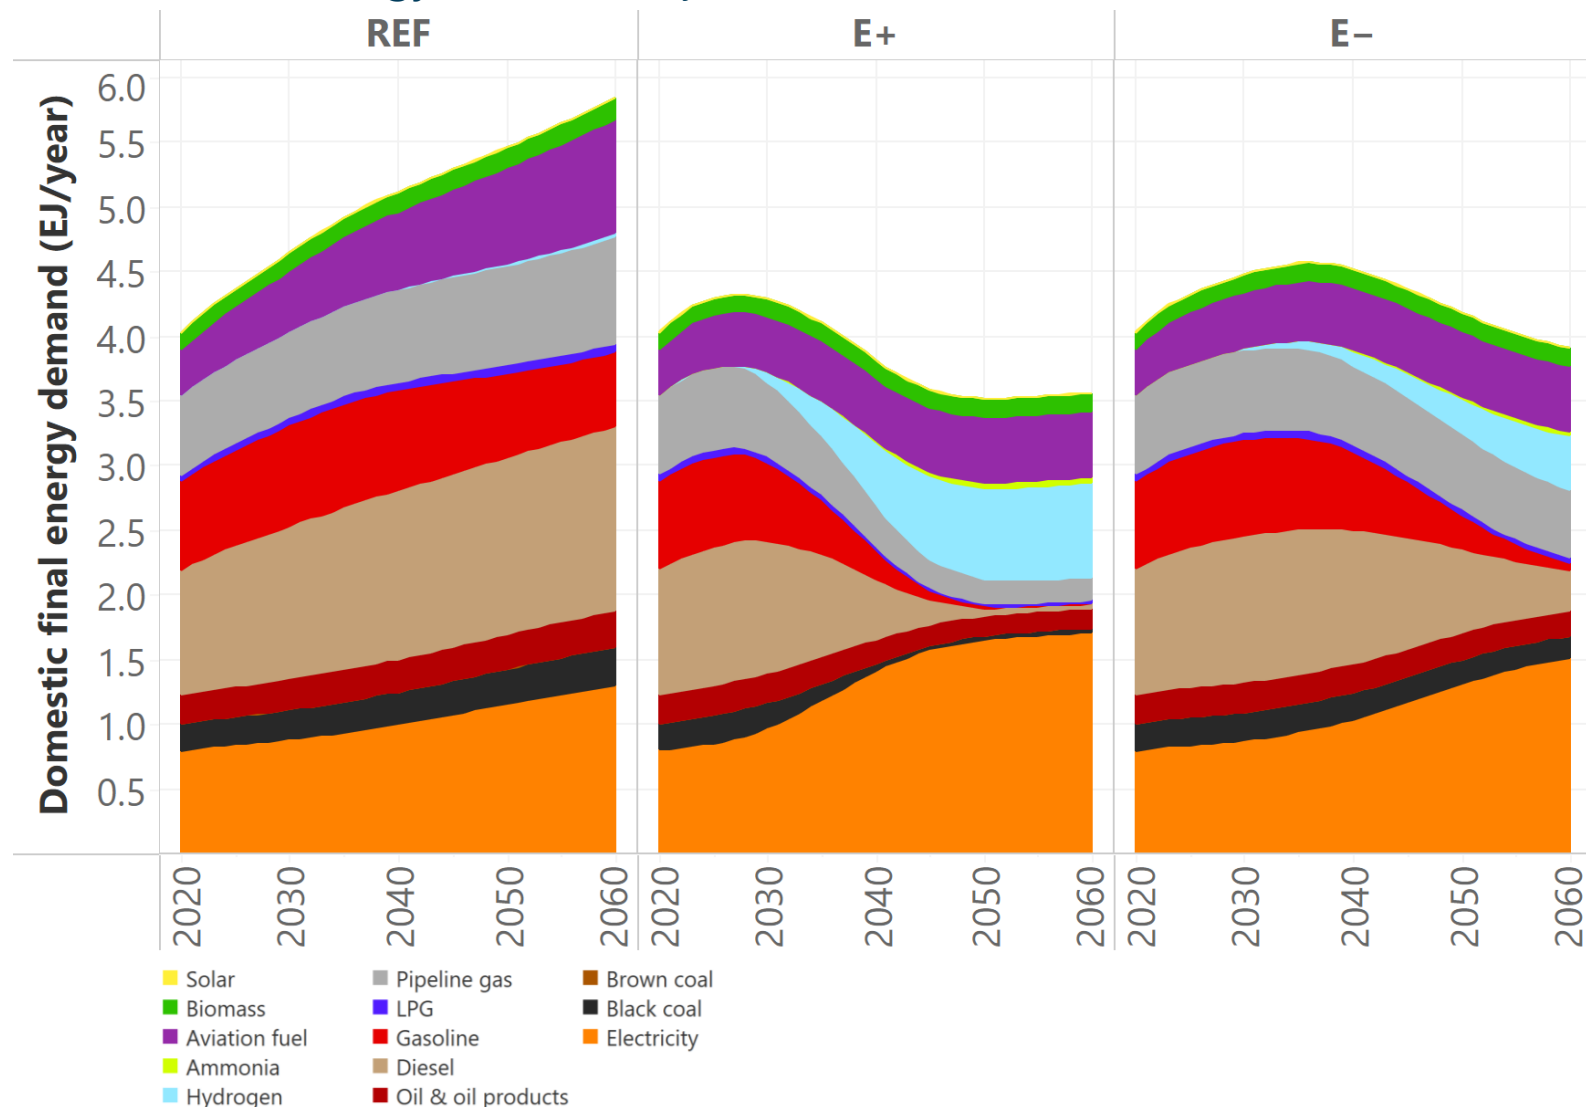 REF E+ E−
Domestic final energy demand (EJ/year)
6.0
5.5
5.0
4.5
4.0
3.5
3.0
2.5
2.0
1.5
1.0
0.5
2020 2030 2040 2050 2060 2020 2030 2040 2050 2060 2020 2030 2040 2050 2060
Solar Pipeline gas Brown coal
Biomass LPG Black coal
Aviation fuel Gasoline Electricity
Ammonia Diesel
Hydrogen Oil & oil products